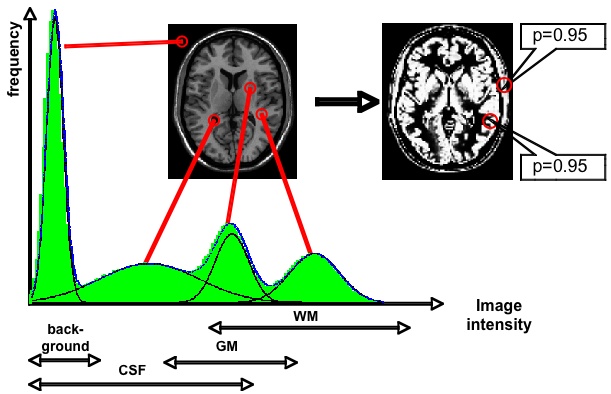 frequency
p=0.95
p=0.95
Image
intensity
WM
back-
ground
GM
CSF